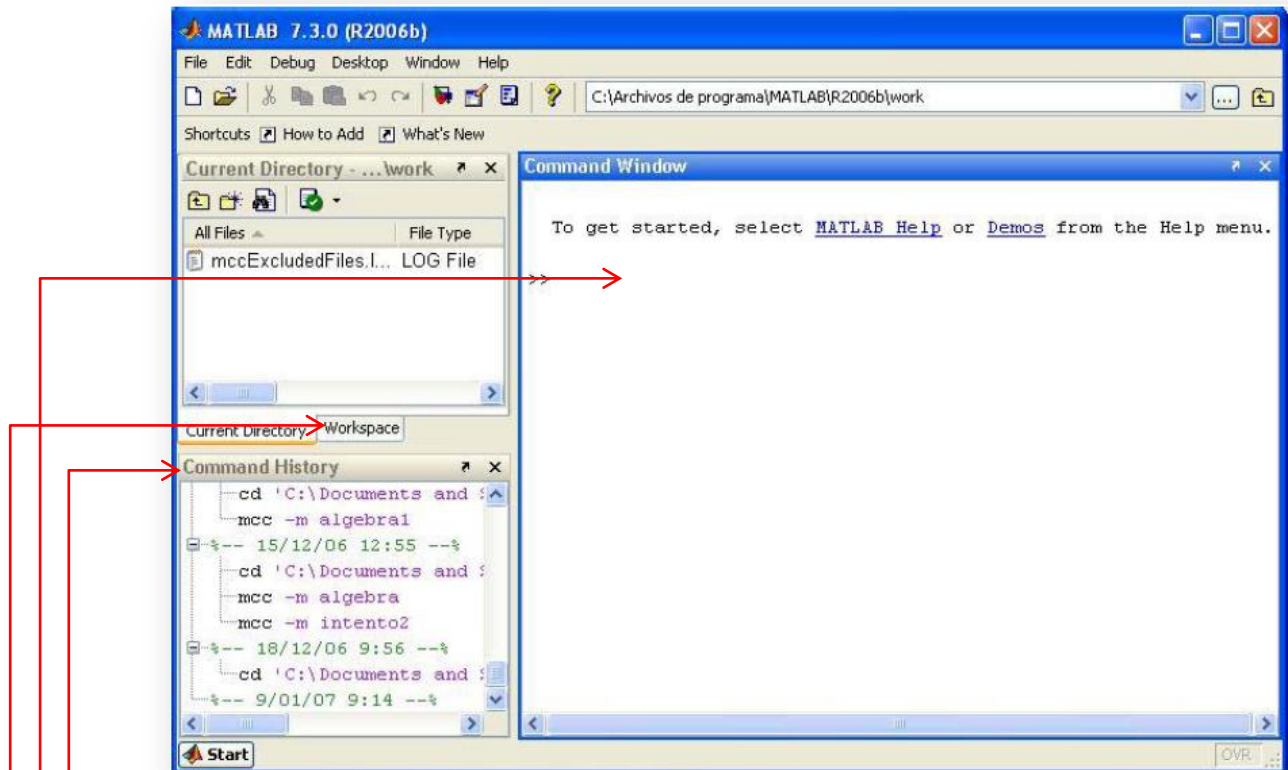 MATLAB 7.3.0 (R2006b)
File Edit Debug Desktop Window Help
C:\Archivos de programa\MATLAB\R2006b\work
Shortcuts How to Add What's New
Current Directory - ...\work
All Files File Type
mccExcludedFiles.l... LOG File
Current Directory Workspace
Command History
cd 'C:\Documents and
mcc -m algebra1
%-- 15/12/06 12:55 --%
cd 'C:\Documents and
mcc -m algebra
mcc -m intento2
%-- 18/12/06 9:56 --%
cd 'C:\Documents and
%-- 9/01/07 9:14 --%
Command Window
To get started, select MATLAB Help or Demos from the Help menu.
>>
Start
OVR